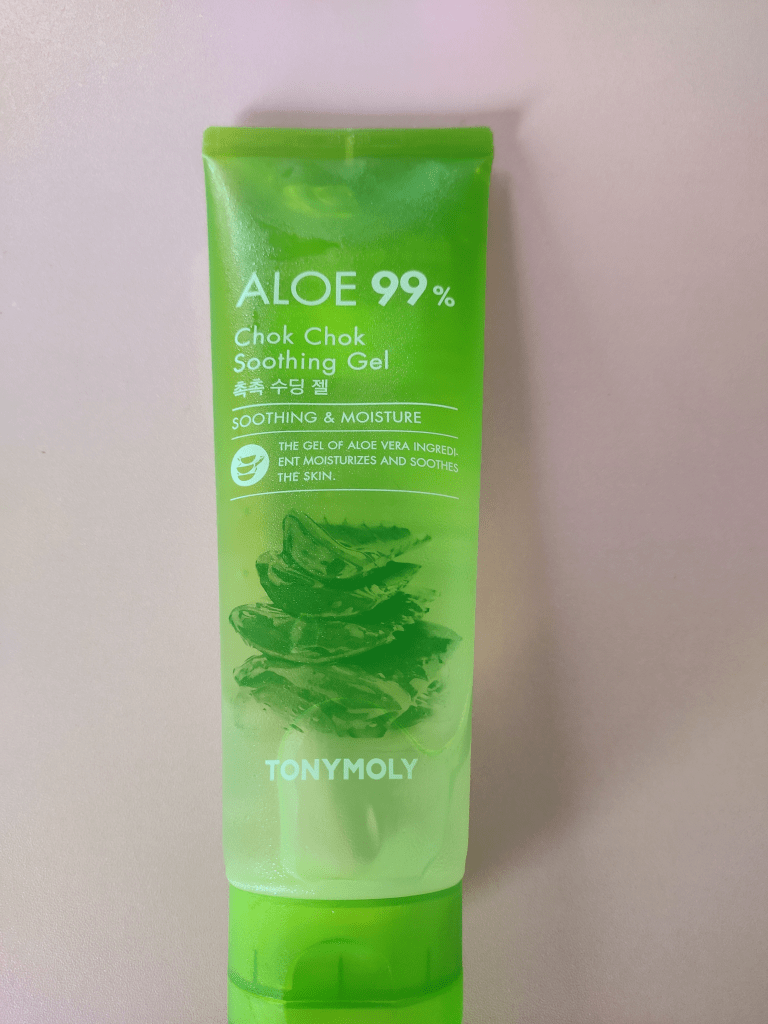 ALOE 99%
Chok Chok
Soothing Gel
촉촉 수딩 젤
SOOTHING & MOISTURE
THE GEL OF ALOE VERA INGREDI-
ENT MOISTURIZES AND SOOTHES
THE SKIN.
TONYMOLY